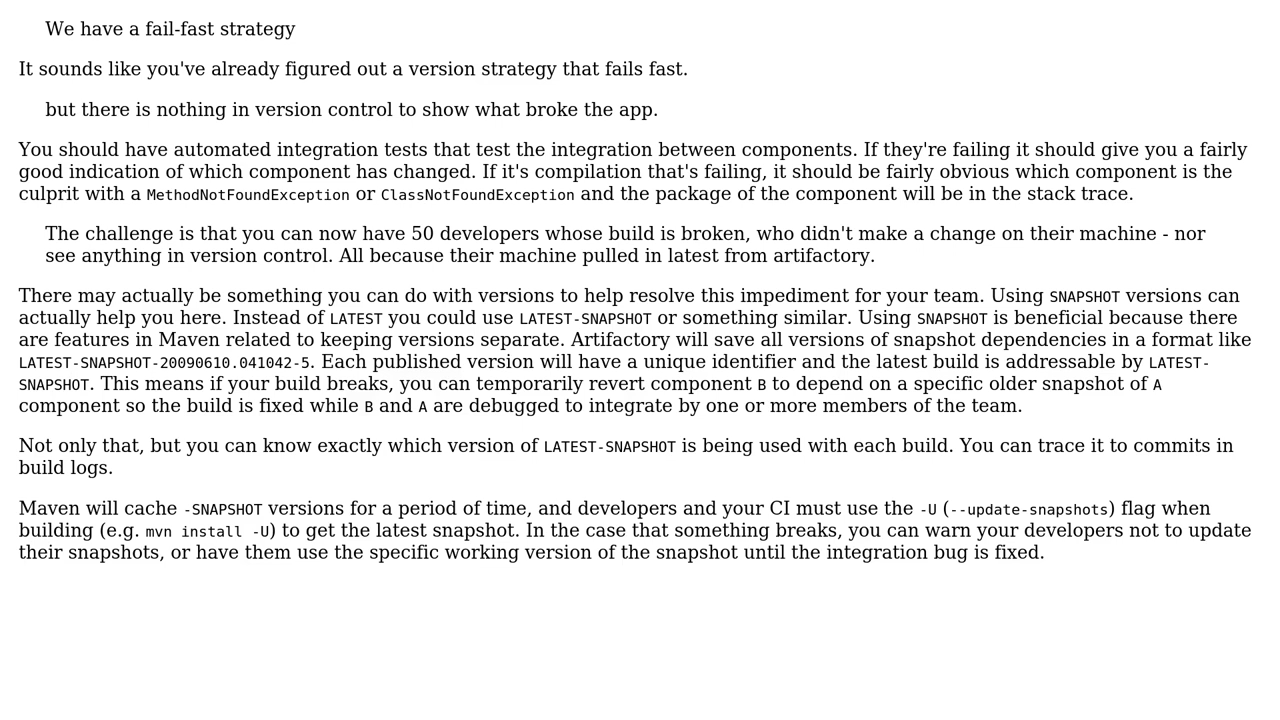 We have a fail-fast strategy
It sounds like you've already figured out a version strategy that fails fast.
but there is nothing in version control to show what broke the app.
You should have automated integration tests that test the integration between components. If they're failing it should give you a fairly
good indication of which component has changed. If it's compilation that's failing, it should be fairly obvious which component is the
culprit with a MethodNotFoundException or ClassNotFoundException and the package of the component will be in the stack trace.
The challenge is that you can now have 50 developers whose build is broken, who didn't make a change on their machine - nor
see anything in version control. All because their machine pulled in latest from artifactory.
There may actually be something you can do with versions to help resolve this impediment for your team. Using SNAPSHOT versions can
actually help you here. Instead of LATEST you could use LATEST-SNAPSHOT or something similar. Using SNAPSHOT is beneficial because there
are features in Maven related to keeping versions separate. Artifactory will save all versions of snapshot dependencies in a format like
LATEST-SNAPSHOT-20090610.041042-5. Each published version will have a unique identifier and the latest build is addressable by LATEST-
SNAPSHOT. This means if your build breaks, you can temporarily revert component B to depend on a specific older snapshot of A
component so the build is fixed while B and A are debugged to integrate by one or more members of the team.
Not only that, but you can know exactly which version of LATEST-SNAPSHOT is being used with each build. You can trace it to commits in
build logs.
Maven will cache -SNAPSHOT versions for a period of time, and developers and your CI must use the -U (--update-snapshots) flag when
building (e.g. mvn install -U) to get the latest snapshot. In the case that something breaks, you can warn your developers not to update
their snapshots, or have them use the specific working version of the snapshot until the integration bug is fixed.